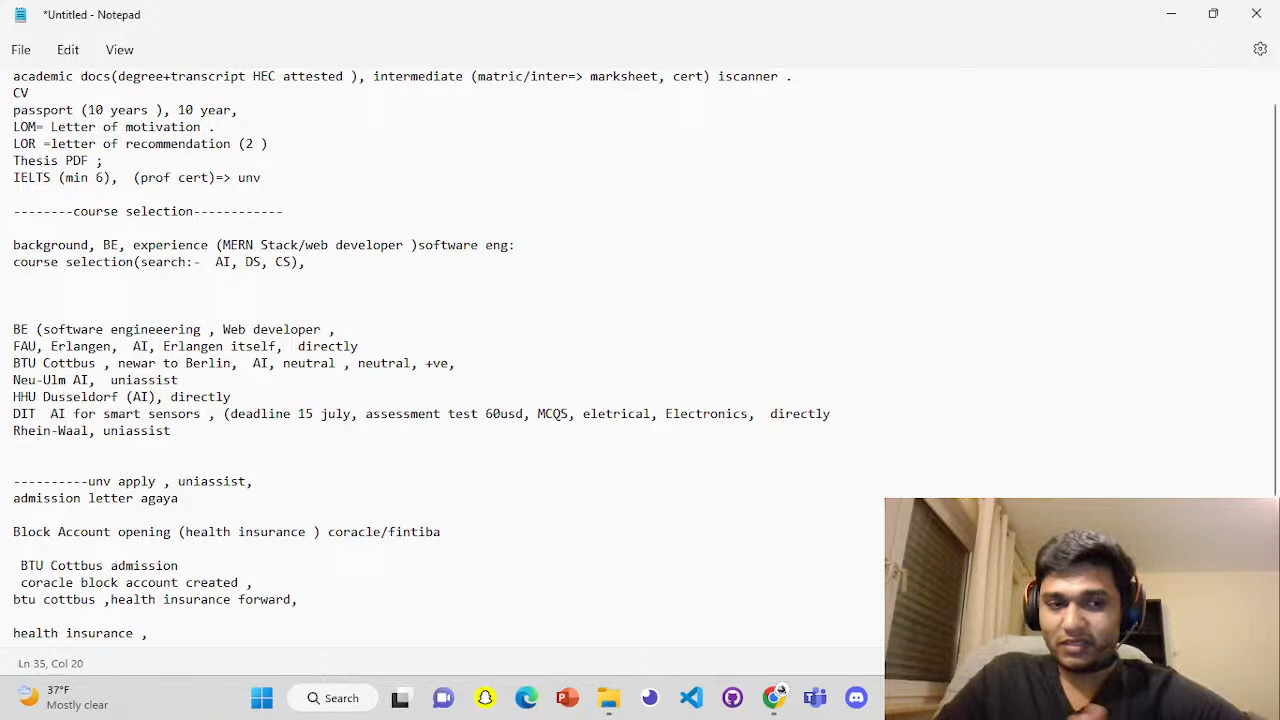 *Untitled - Notepad
File Edit View
academic docs(degree+transcript HEC attested ), intermediate (matric/inter=> marksheet, cert) iscanner .
CV
passport (10 years ), 10 year,
LOM= Letter of motivation .
LOR =letter of recommendation (2 )
Thesis PDF ;
IELTS (min 6),  (prof cert)=> unv
--------course selection------------
background, BE, experience (MERN Stack/web developer )software eng:
course selection(search:-  AI, DS, CS),
BE (software engineeering , Web developer ,
FAU, Erlangen,  AI, Erlangen itself,  directly
BTU Cottbus , newar to Berlin,  AI, neutral , neutral, +ve,
Neu-Ulm AI,  uniassist
HHU Dusseldorf (AI), directly
DIT  AI for smart sensors , (deadline 15 july, assessment test 60usd, MCQS, eletrical, Electronics,  directly
Rhein-Waal, uniassist
----------unv apply , uniassist,
admission letter agaya
Block Account opening (health insurance ) coracle/fintiba
BTU Cottbus admission
coracle block account created ,
btu cottbus ,health insurance forward,
health insurance ,
Ln 35, Col 20
37°F
Mostly clear
Search